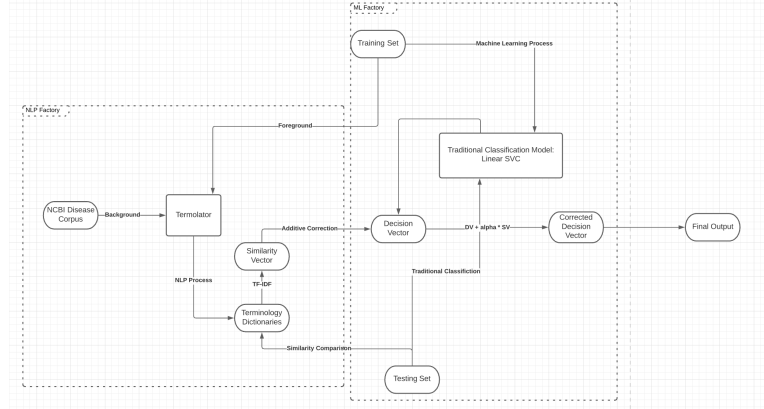 ML Factory
Training Set
Machine Learning Process
NLP Factory
Foreground
Traditional Classification Model:
Linear SVC
NCBI Disease
Corpus
Background
Termolator
Additive Correction
Decision
Vector
DV + alpha * SV
Corrected
Decision
Vector
Final Output
Similarity
Vector
Traditional Classifiction
NLP Process
TF-IDF
Terminology
Dictionaries
Similarity Comparison
Testing Set